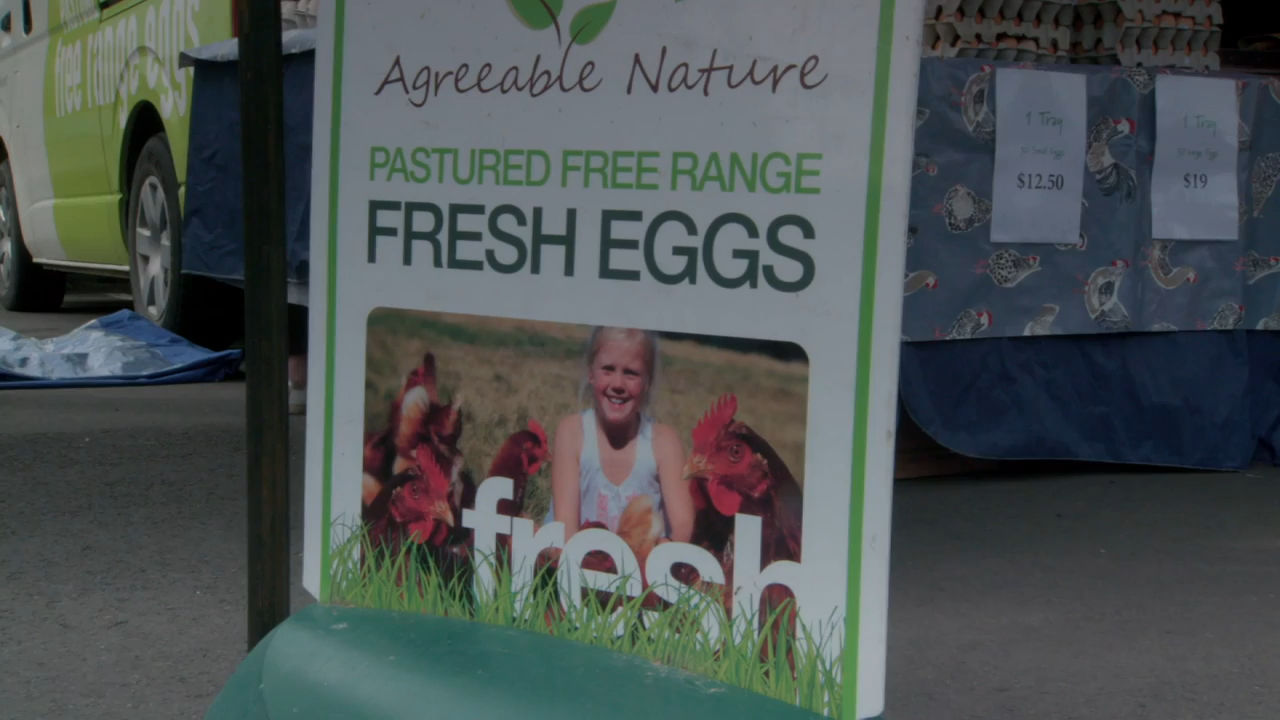 free range eggs
Agreeable Nature
PASTURED FREE RANGE
FRESH EGGS
fresh
1 Tray
$12.50
1 Tray
$19